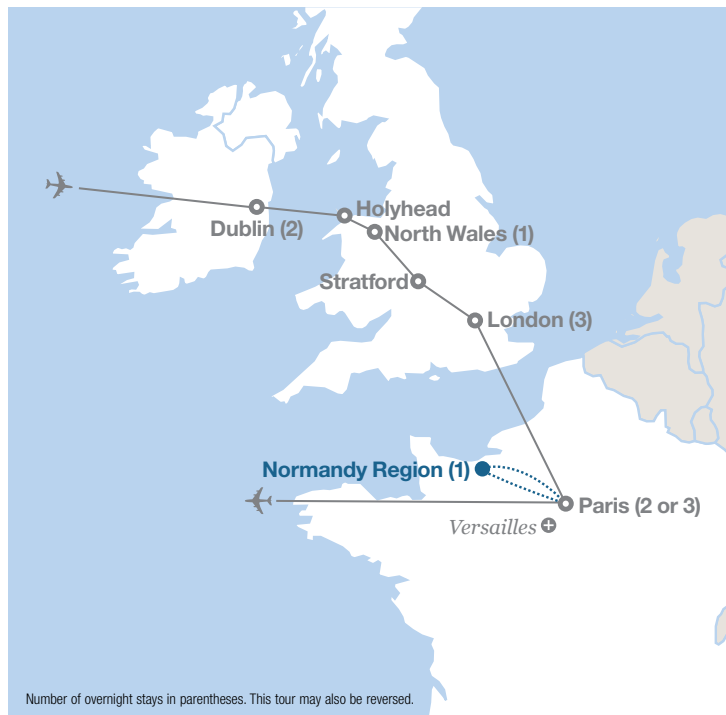 Holyhead
Dublin (2)
North Wales (1)
Stratford
London (3)
Normandy Region (1)
Paris (2 or 3)
Versailles
Number of overnight stays in parentheses. This tour may also be reversed.